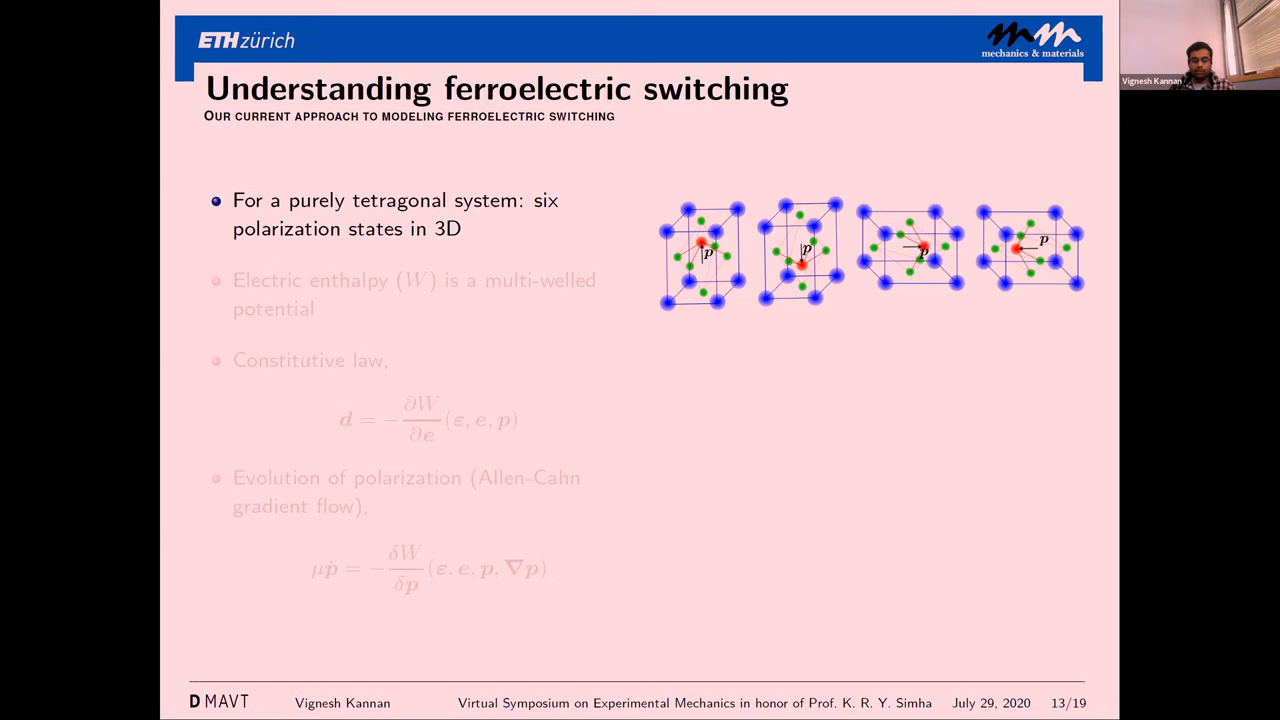 ETH zürich
mechanics & materials
Vignesh Kannan
Understanding ferroelectric switching
OUR CURRENT APPROACH TO MODELING FERROELECTRIC SWITCHING
For a purely tetragonal system: six
polarization states in 3D
p
p
p
p
Electric enthalpy (W) is a multi-welled
potential
Constitutive law,
d = −∂W/∂e (ε, e, p)
Evolution of polarization (Allen-Cahn
gradient flow),
μṗ = −δW/δp (ε, e. p, ∇p)
D MAVT Vignesh Kannan Virtual Symposium on Experimental Mechanics in honor of Prof. K. R. Y. Simha July 29, 2020 13/19